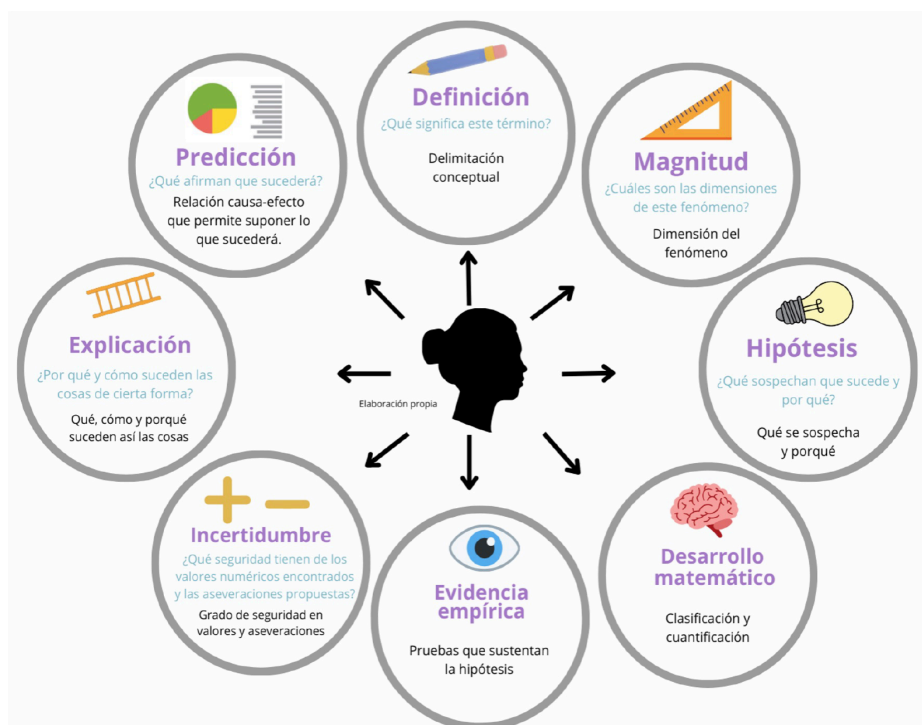 Definición
¿Qué significa este término?
Delimitación
conceptual
Magnitud
¿Cuáles son las dimensiones
de este fenómeno?
Dimensión del
fenómeno
Hipótesis
¿Qué sospechan que sucede y
por qué?
Qué se sospecha
y porqué
Desarrollo
matemático
Clasificación y
cuantificación
Evidencia
empírica
Pruebas que sustentan
la hipótesis
Incertidumbre
¿Qué seguridad tienen de los
valores numéricos encontrados
y las aseveraciones propuestas?
Grado de seguridad en
valores y aseveraciones
Explicación
¿Por qué y cómo suceden las
cosas de cierta forma?
Qué, cómo y porqué
suceden así las cosas
Predicción
¿Qué afirman que sucederá?
Relación causa-efecto
que permite suponer lo
que sucederá.
Elaboración propia